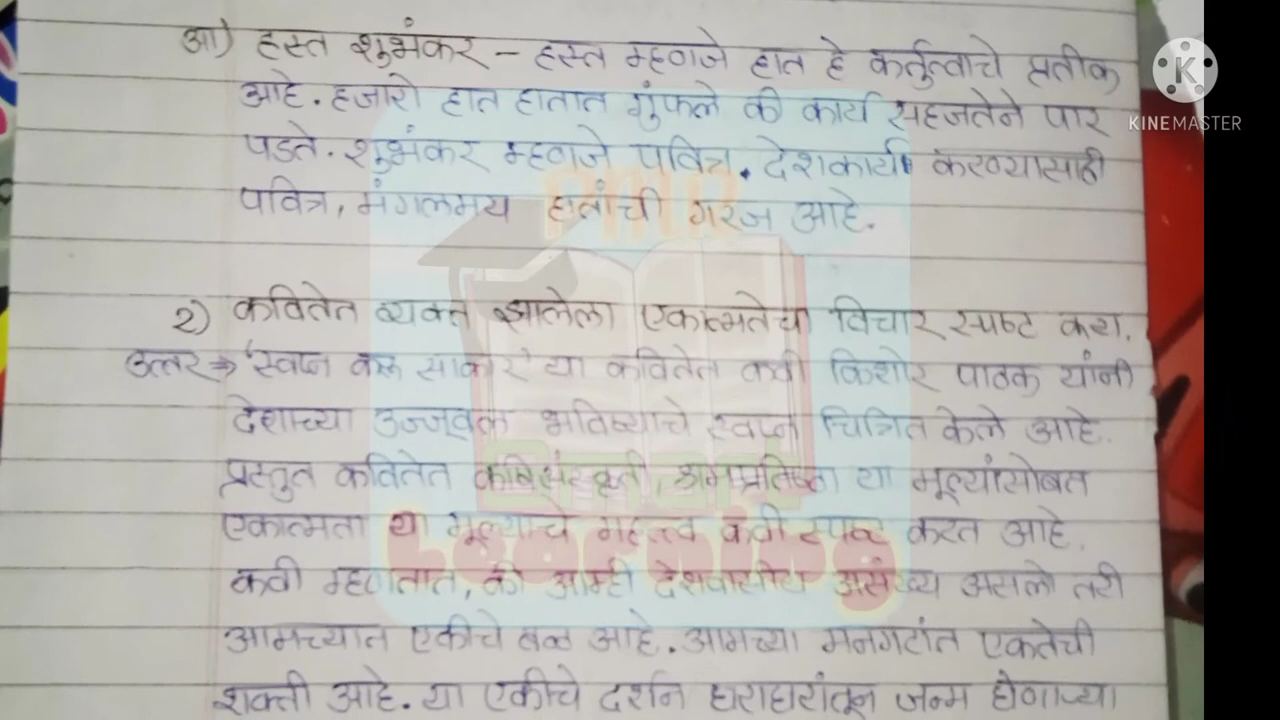 आ) हस्त शुभंकर – हस्त म्हणजे हात हे कर्तुत्वाचे प्रतीक
आहे. हजारो हात हातात गुंफले की कार्य सहजतेने पार
पडते. शुभंकर म्हणजे पवित्र. देशकार्य करण्यासाठी
पवित्र, मंगलमय हातांची गरज आहे.
२) कवितेत व्यक्त झालेला एकात्मतेचा विचार स्पष्ट करा.
उत्तर⇒ 'स्वप्न करू साकार' या कवितेत कवी किशोर पाठक यांनी
देशाच्या उज्ज्वल भविष्याचे स्वप्न चित्रित केले आहे.
प्रस्तुत कवितेत कृषिसंस्कृती, श्रमप्रतिष्ठा या मूल्यांसोबत
एकात्मता या मूल्याचे महत्त्व कवी स्पष्ट करत आहे.
कवी म्हणतात, की आम्ही देशवासीय असंख्य असलो तरी
आमच्यात एकीचे बळ आहे. आमच्या मनगटांत एकतेची
शक्ती आहे. या एकीचे दर्शन घराघरांतून जन्म घेणाऱ्या
KINEMASTER
LEARNING